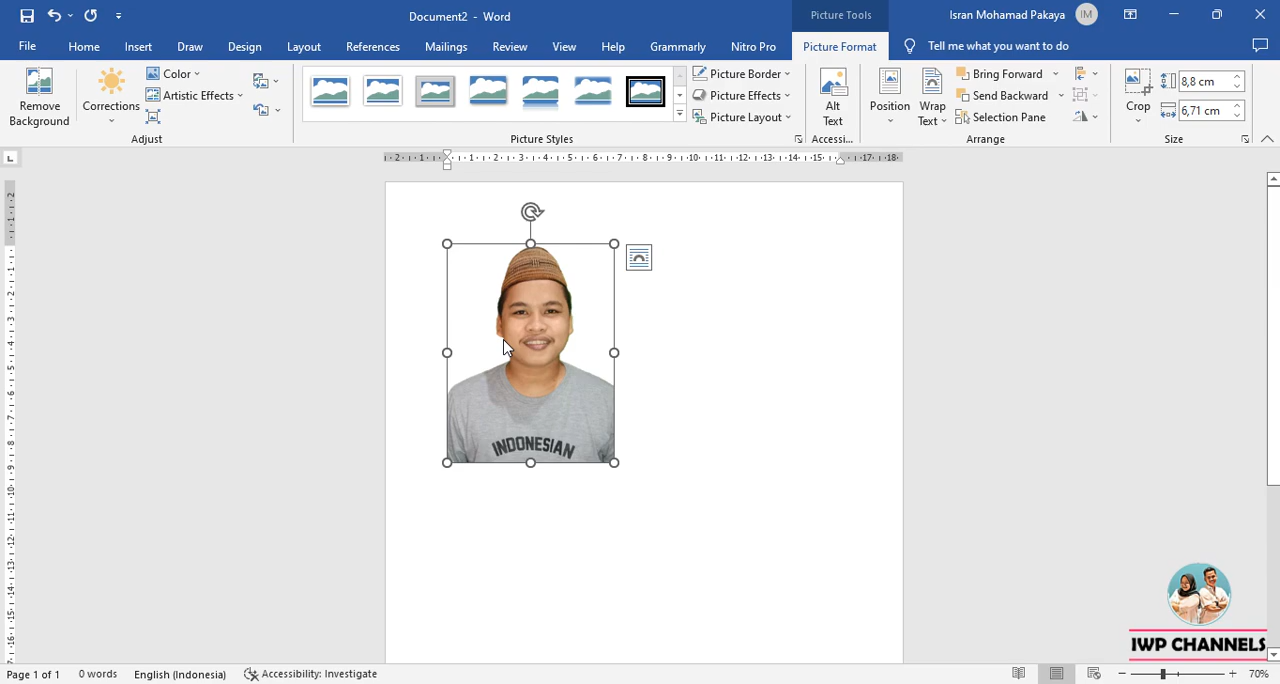 Document2 - Word
Picture Tools
Isran Mohamad Pakaya
IM
File
Home
Insert
Draw
Design
Layout
References
Mailings
Review
View
Help
Grammarly
Nitro Pro
Picture Format
Tell me what you want to do
Remove Background
Corrections
Color
Artistic Effects
Adjust
Picture Styles
Picture Border
Picture Effects
Picture Layout
Alt Text
Accessi...
Position
Wrap Text
Bring Forward
Send Backward
Selection Pane
Arrange
Crop
8,8 cm
6,71 cm
Size
INDONESIAN
IWP CHANNELS
Page 1 of 1
0 words
English (Indonesia)
Accessibility: Investigate
70%